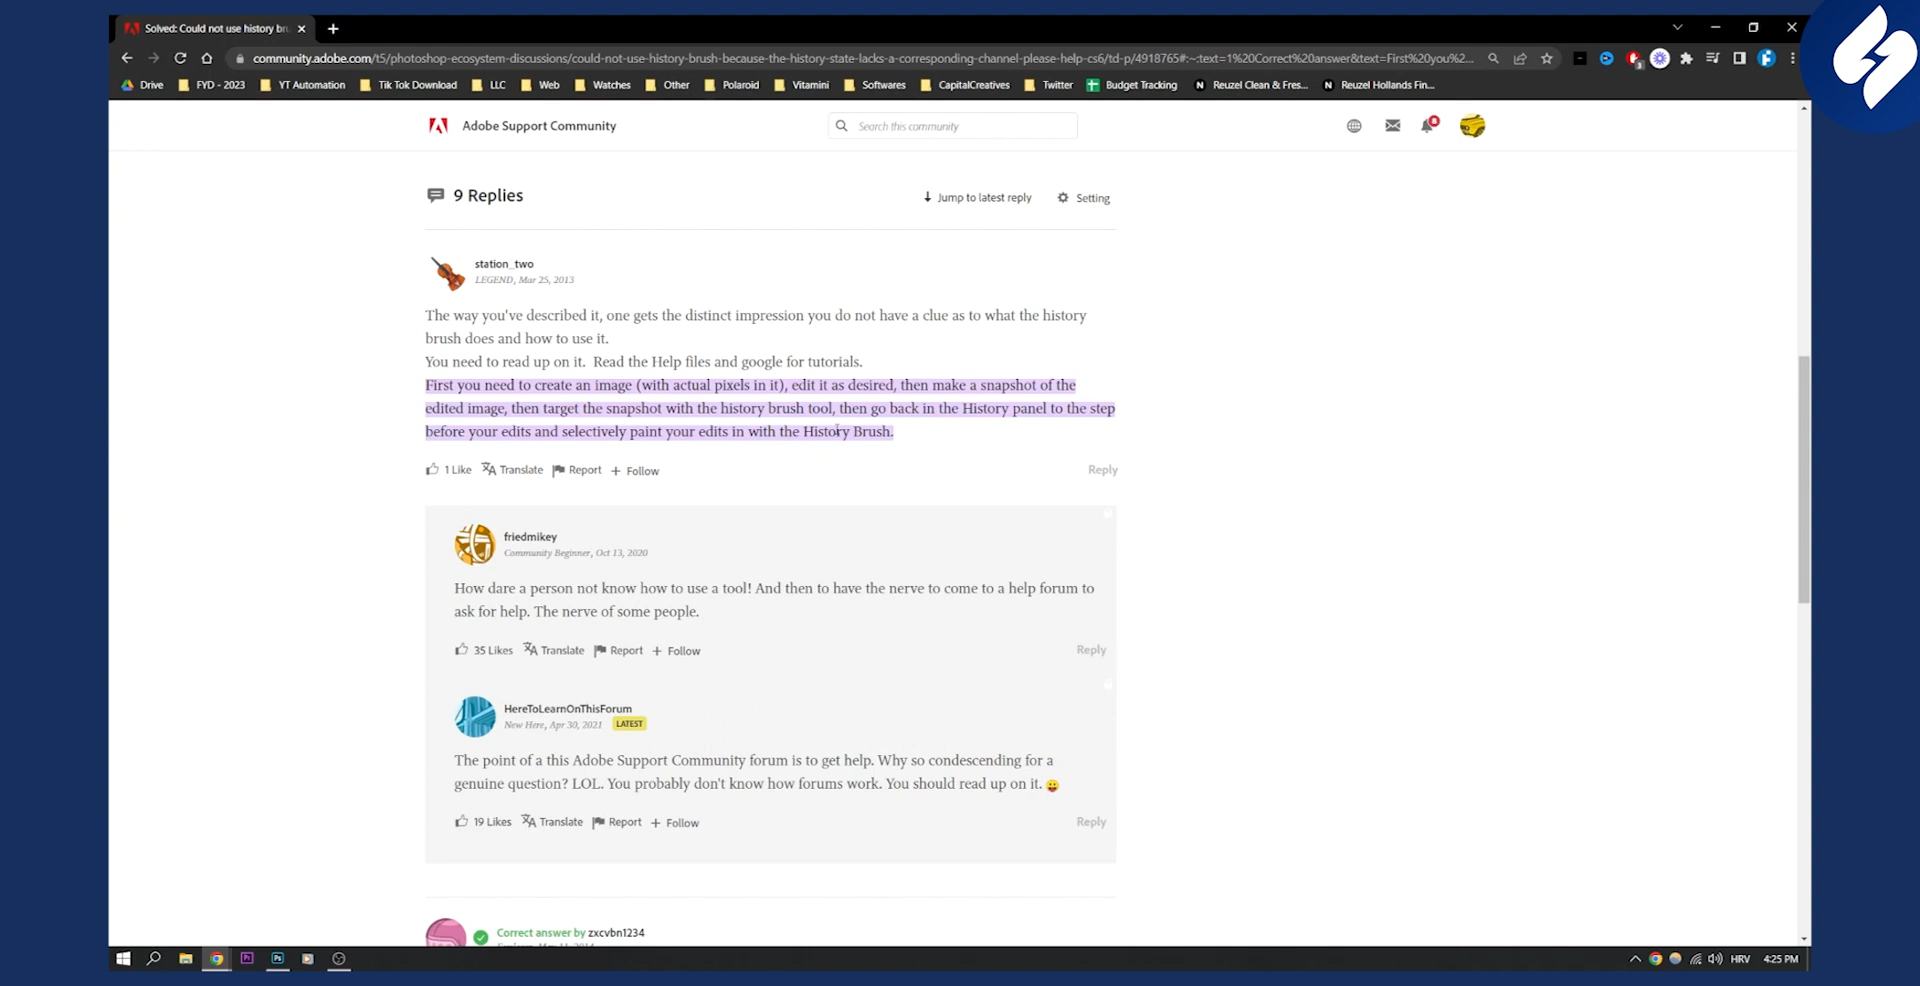 Solved: Could not use history bru
community.adobe.com/t5/photoshop-ecosystem-discussions/could-not-use-history-brush-because-the-history-state-lacks-a-corresponding-channel-please-help-cs6/td-p/4918765#:~:text=1%20Correct%20answer&text=First%20you%2...
Drive FYD - 2023 YT Automation Tik Tok Download LLC Web Watches Other Polaroid Vitamini Softwares CapitalCreatives Twitter Budget Tracking Reuzel Clean & Fres... Reuzel Hollands Fin...
Adobe Support Community
Search this community
8
9 Replies
Jump to latest reply
Setting
station_two
LEGEND, Mar 25, 2013
The way you've described it, one gets the distinct impression you do not have a clue as to what the history
brush does and how to use it.
You need to read up on it. Read the Help files and google for tutorials.
First you need to create an image (with actual pixels in it), edit it as desired, then make a snapshot of the
edited image, then target the snapshot with the history brush tool, then go back in the History panel to the step
before your edits and selectively paint your edits in with the History Brush.
1 Like Translate Report + Follow
Reply
friedmikey
Community Beginner, Oct 13, 2020
How dare a person not know how to use a tool! And then to have the nerve to come to a help forum to
ask for help. The nerve of some people.
35 Likes Translate Report + Follow
Reply
HereToLearnOnThisForum
New Here, Apr 30, 2021 LATEST
The point of a this Adobe Support Community forum is to get help. Why so condescending for a
genuine question? LOL. You probably don't know how forums work. You should read up on it. 😛
19 Likes Translate Report + Follow
Reply
Correct answer by zxcvbn1234
HRV 4:25 PM